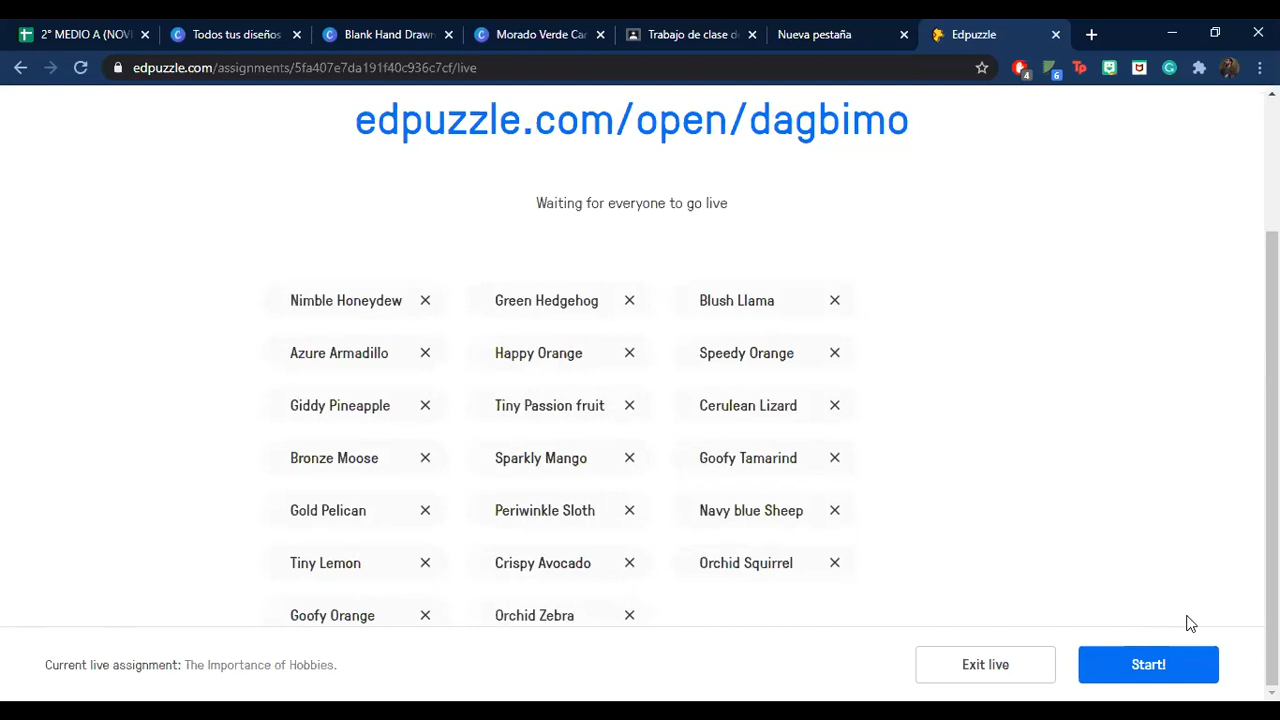 2° MEDIO A (NOVI
Todos tus diseños
Blank Hand Drawn
Morado Verde Car
Trabajo de clase de
Nueva pestaña
Edpuzzle
edpuzzle.com/assignments/5fa407e7da191f40c936c7cf/live
4
6
edpuzzle.com/open/dagbimo
Waiting for everyone to go live
Nimble Honeydew
Green Hedgehog
Blush Llama
Azure Armadillo
Happy Orange
Speedy Orange
Giddy Pineapple
Tiny Passion fruit
Cerulean Lizard
Bronze Moose
Sparkly Mango
Goofy Tamarind
Gold Pelican
Periwinkle Sloth
Navy blue Sheep
Tiny Lemon
Crispy Avocado
Orchid Squirrel
Goofy Orange
Orchid Zebra
Current live assignment: The Importance of Hobbies.
Exit live
Start!